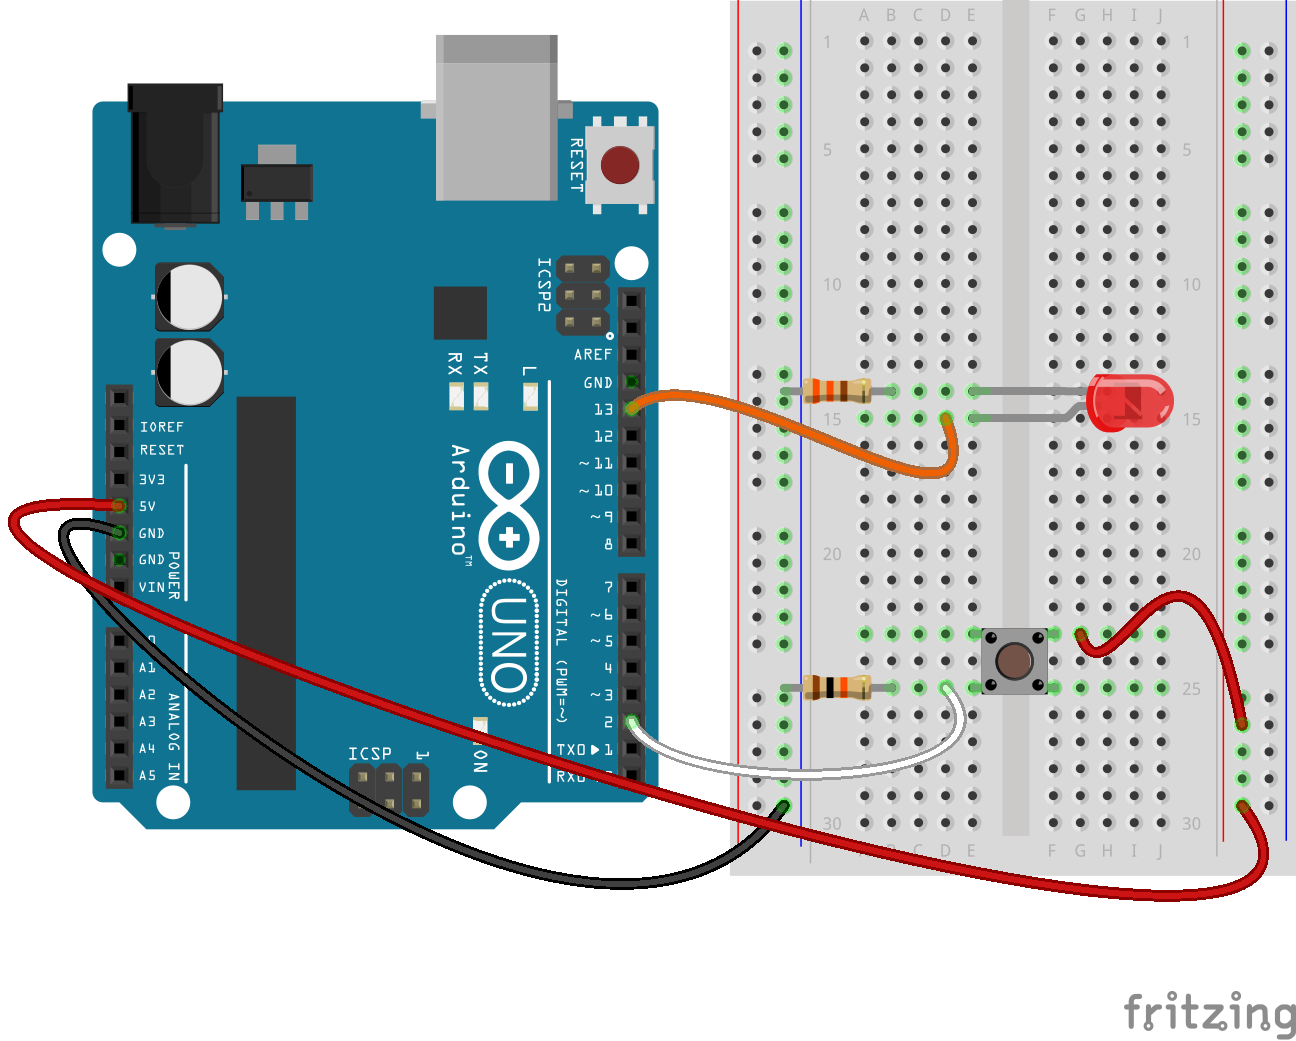 A B C D E F G H I J
1 1
5 5
10 10
15 15
20 20
25 25
30 30
A B C D E F G H I J
RESET
ICSP2
AREF
GND
13
12
~11
~10
~9
8
7
~6
~5
4
~3
2
TX0▶1
RX0
DIGITAL (PWM=~)
RX
TX
L
Arduino™
UNO
ON
ICSP
1
IOREF
RESET
3V3
5V
GND
GND
VIN
POWER
A1
A2
A3
A4
A5
ANALOG IN
fritzing